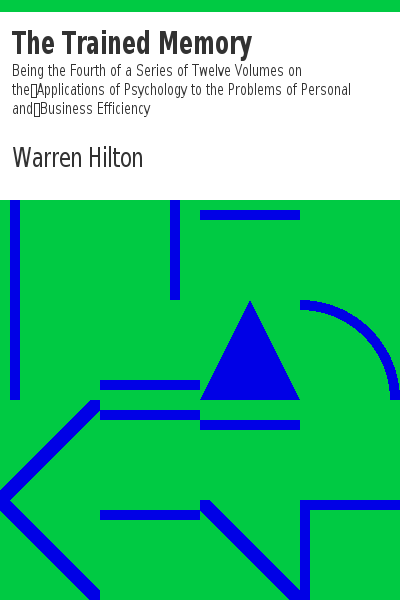 The Trained Memory
Being the Fourth of a Series of Twelve Volumes on
the▯Applications of Psychology to the Problems of Personal
and▯Business Efficiency
Warren Hilton